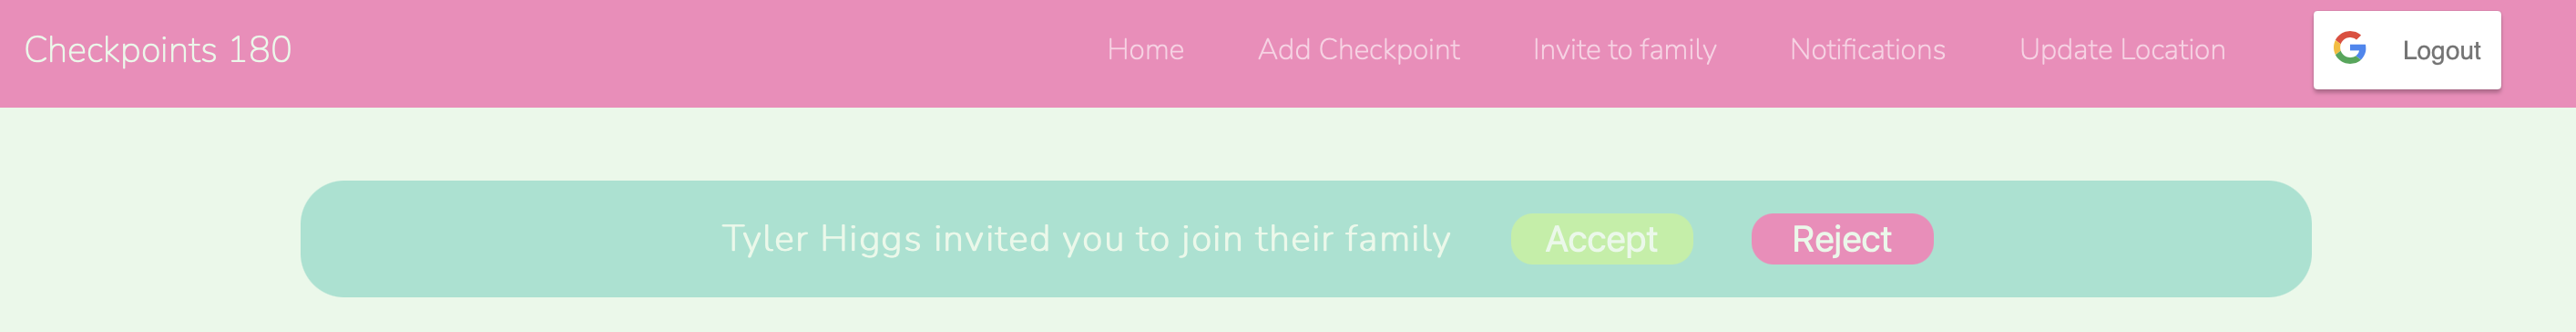 Checkpoints 180 Home Add Checkpoint Invite to family Notifications Update Location Logout
Tyler Higgs invited you to join their family Accept Reject